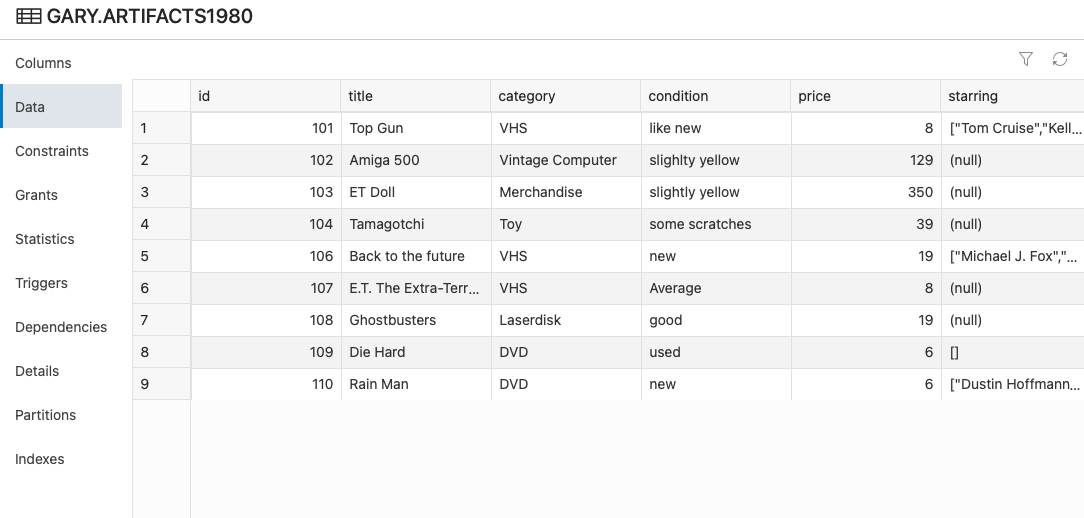 GARY.ARTIFACTS1980
Columns
Data
Constraints
Grants
Statistics
Triggers
Dependencies
Details
Partitions
Indexes
id title category condition price starring
1 101 Top Gun VHS like new 8 ["Tom Cruise","Kell...
2 102 Amiga 500 Vintage Computer slighlty yellow 129 (null)
3 103 ET Doll Merchandise slightly yellow 350 (null)
4 104 Tamagotchi Toy some scratches 39 (null)
5 106 Back to the future VHS new 19 ["Michael J. Fox","...
6 107 E.T. The Extra-Terr... VHS Average 8 (null)
7 108 Ghostbusters Laserdisk good 19 (null)
8 109 Die Hard DVD used 6 []
9 110 Rain Man DVD new 6 ["Dustin Hoffmann...